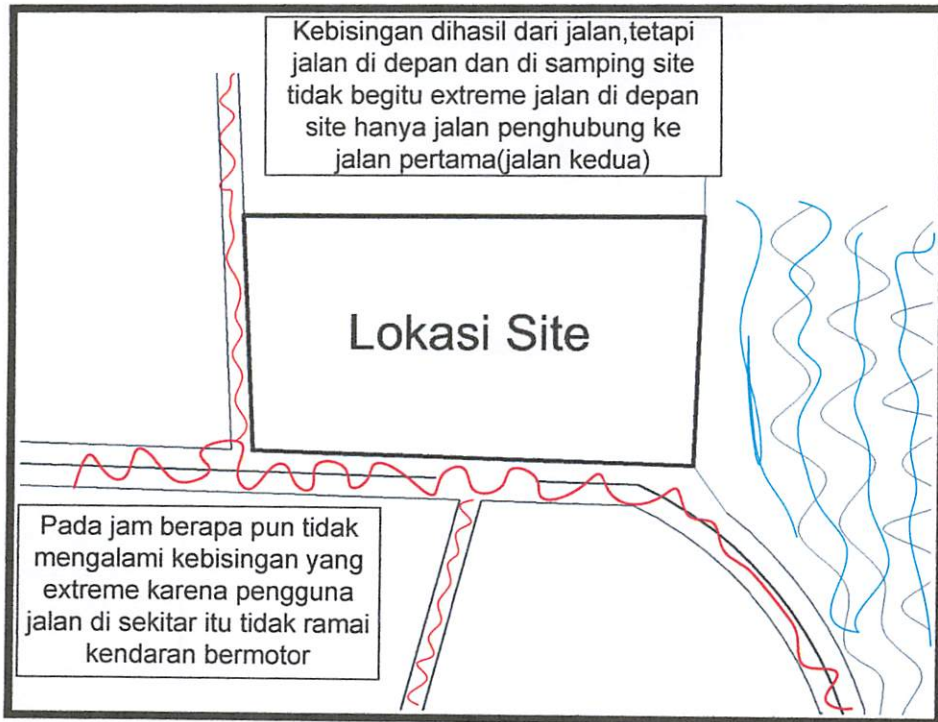 Kebisingan dihasil dari jalan,tetapi
jalan di depan dan di samping site
tidak begitu extreme jalan di depan
site hanya jalan penghubung ke
jalan pertama(jalan kedua)
Lokasi Site
Pada jam berapa pun tidak
mengalami kebisingan yang
extreme karena pengguna
jalan di sekitar itu tidak ramai
kendaran bermotor